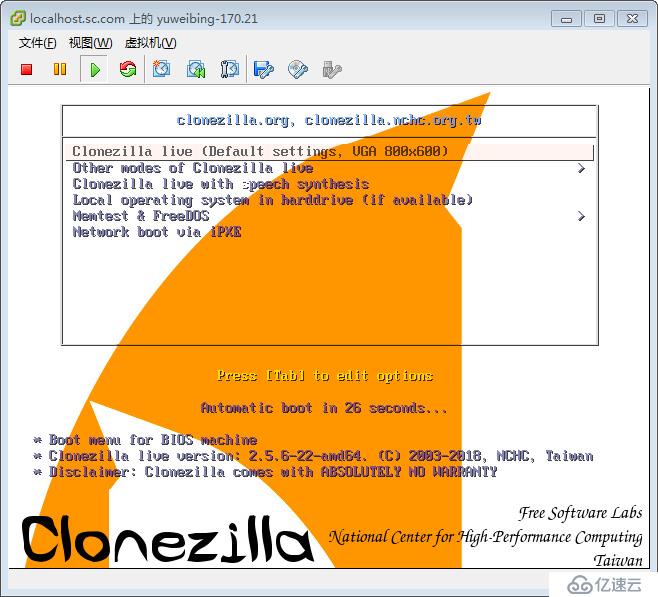 localhost.sc.com 上的 yuweibing-170.21
文件(F) 视图(W) 虚拟机(V)
clonezilla.org, clonezilla.nchc.org.tw
Clonezilla live (Default settings, VGA 800x600)
Other modes of Clonezilla live >
Clonezilla live with speech synthesis
Local operating system in harddrive (if available)
Memtest & FreeDOS >
Network boot via iPXE
Press [Tab] to edit options
Automatic boot in 26 seconds...
* Boot menu for BIOS machine
* Clonezilla live version: 2.5.6-22-amd64. (C) 2003-2018, NCHC, Taiwan
* Disclaimer: Clonezilla comes with ABSOLUTELY NO WARRANTY
Clonezilla
Free Software Labs
National Center for High-Performance Computing
Taiwan
亿速云